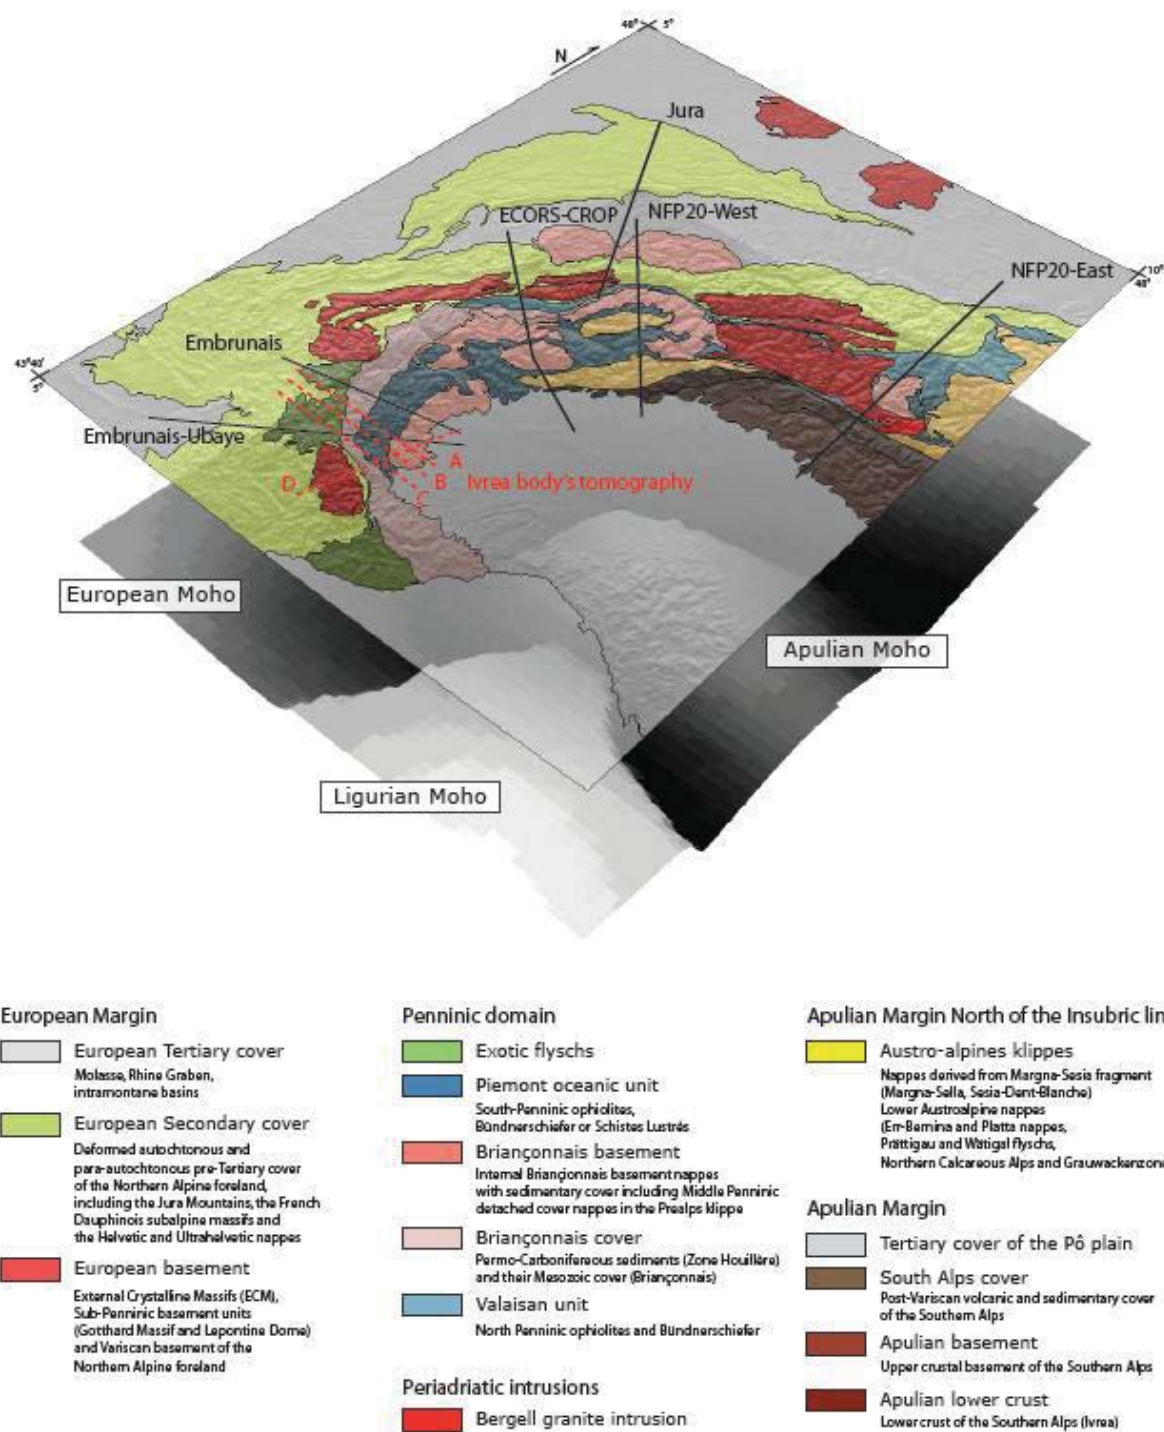 48° 5°
N
Jura
ECORS-CROP
NFP20-West
NFP20-East
10°
48°
Embrunais
43°40'
5°
Embrunais-Ubaye
A
D
B
Ivrea body's tomography
C
European Moho
Apulian Moho
Ligurian Moho
European Margin
European Tertiary cover
Molasse, Rhine Graben,
intramontane basins
European Secondary cover
Deformed autochtonous and
para-autochtonous pre-Tertiary cover
of the Northern Alpine foreland,
including the Jura Mountains, the French
Dauphinois subalpine massifs and
the Helvetic and Ultrahelvetic nappes
European basement
External Crystalline Massifs (ECM),
Sub-Penninic basement units
(Gotthard Massif and Lepontine Dome)
and Variscan basement of the
Northern Alpine foreland
Penninic domain
Exotic flyschs
Piemont oceanic unit
South-Penninic ophiolites,
Bündnerschiefer or Schistes Lustrés
Briançonnais basement
Internal Briançionnais basement nappes
with sedimentary cover including Middle Penninic
detached cover nappes in the Prealps klippe
Briançonnais cover
Permo-Carbonifereous sediments (Zone Houillère)
and their Mesozoic cover (Briançonnais)
Valaisan unit
North Penninic ophiolites and Bündnerschiefer
Periadriatic intrusions
Bergell granite intrusion
Apulian Margin North of the Insubric lin
Austro-alpines klippes
Nappes derived from Margna-Sesia fragment
(Margna-Sella, Sesia-Dent-Blanche)
Lower Austroalpine nappes
(Err-Bernina and Platta nappes,
Prättigau and Wätigal flyschs,
Northern Calcareous Alps and Grauwackenzone
Apulian Margin
Tertiary cover of the Pô plain
South Alps cover
Post-Variscan volcanic and sedimentary cover
of the Southern Alps
Apulian basement
Upper crustal basement of the Southern Alps
Apulian lower crust
Lower crust of the Southern Alps (Ivrea)